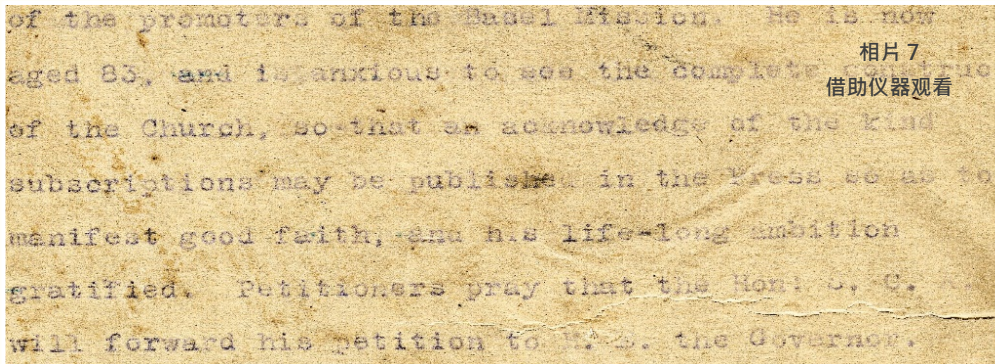 of the promoters of the Basel Mission. He is now
相片 7
aged 83, and is anxious to see the complete construc
借助仪器观看
of the Church, so that an acknowledge of the kind
subscriptions may be published in the Press so as to
manifest good faith, and his life-long ambition
gratified. Petitioners pray that the Hon: S. C.
will forward his petition to H. E. the Governor.